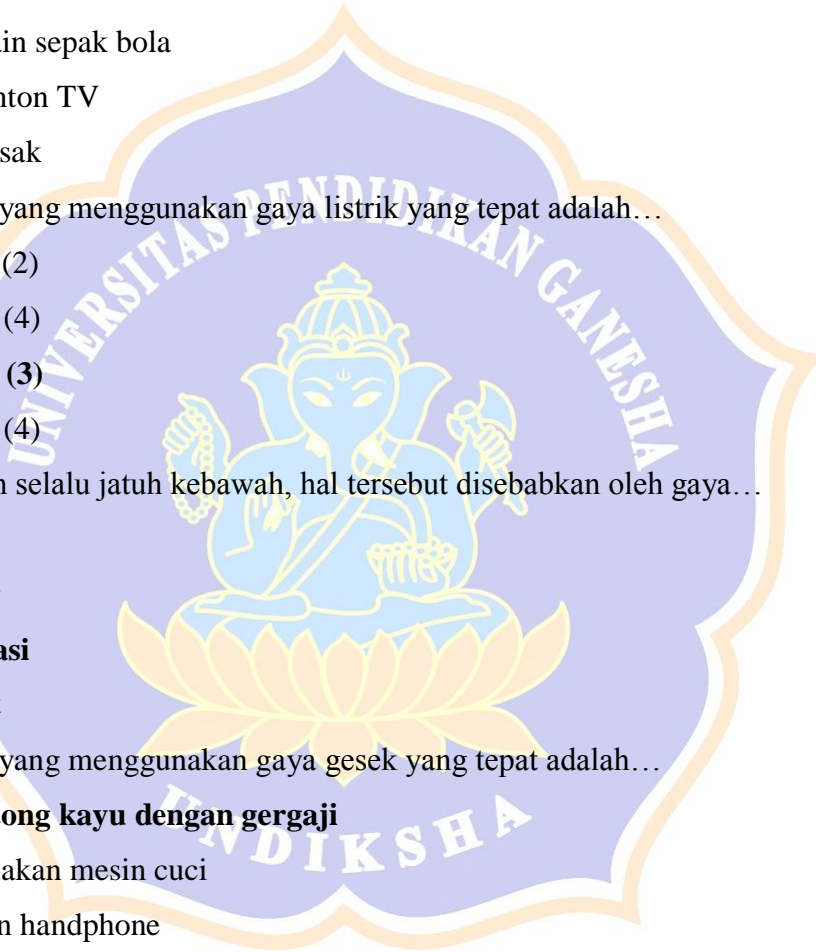 in sepak bola
nton TV
sak
yang menggunakan gaya listrik yang tepat adalah…
(2)
(4)
(3)
(4)
n selalu jatuh kebawah, hal tersebut disebabkan oleh gaya…
asi
yang menggunakan gaya gesek yang tepat adalah…
tong kayu dengan gergaji
akan mesin cuci
n handphone
UNIVERSITAS PENDIDIKAN GANESHA
UNDIKSHA